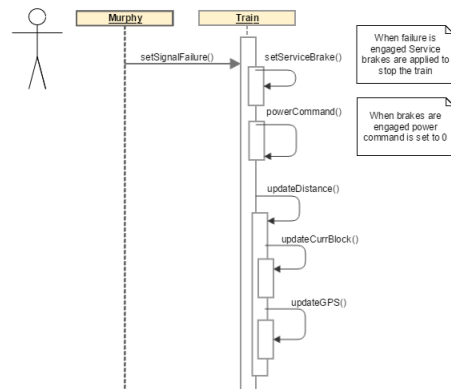 Murphy
Train
setSignalFailure()
setServiceBrake()
When failure is
engaged Service
brakes are applied to
stop the train
powerCommand()
When brakes are
engaged power
command is set to 0
updateDistance()
updateCurrBlock()
updateGPS()